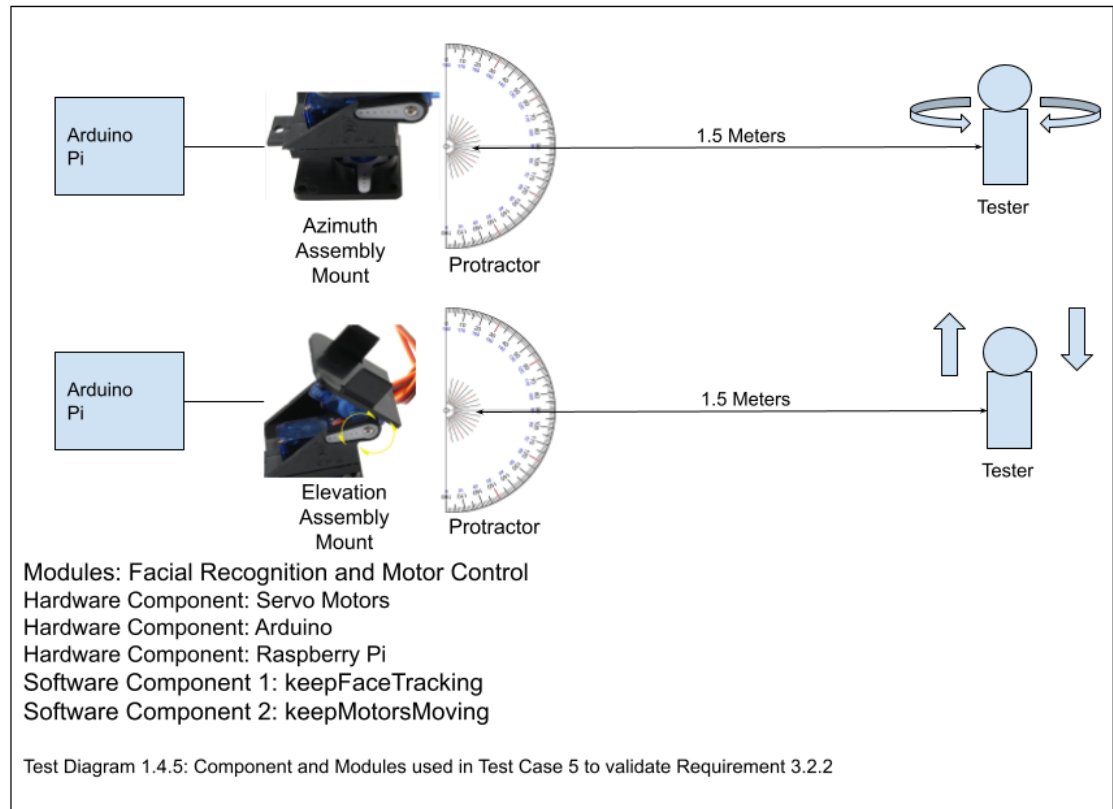 Arduino
Pi
Azimuth
Assembly
Mount
Protractor
1.5 Meters
Tester
Arduino
Pi
Elevation
Assembly
Mount
Protractor
1.5 Meters
Tester
Modules: Facial Recognition and Motor Control
Hardware Component: Servo Motors
Hardware Component: Arduino
Hardware Component: Raspberry Pi
Software Component 1: keepFaceTracking
Software Component 2: keepMotorsMoving
Test Diagram 1.4.5: Component and Modules used in Test Case 5 to validate Requirement 3.2.2